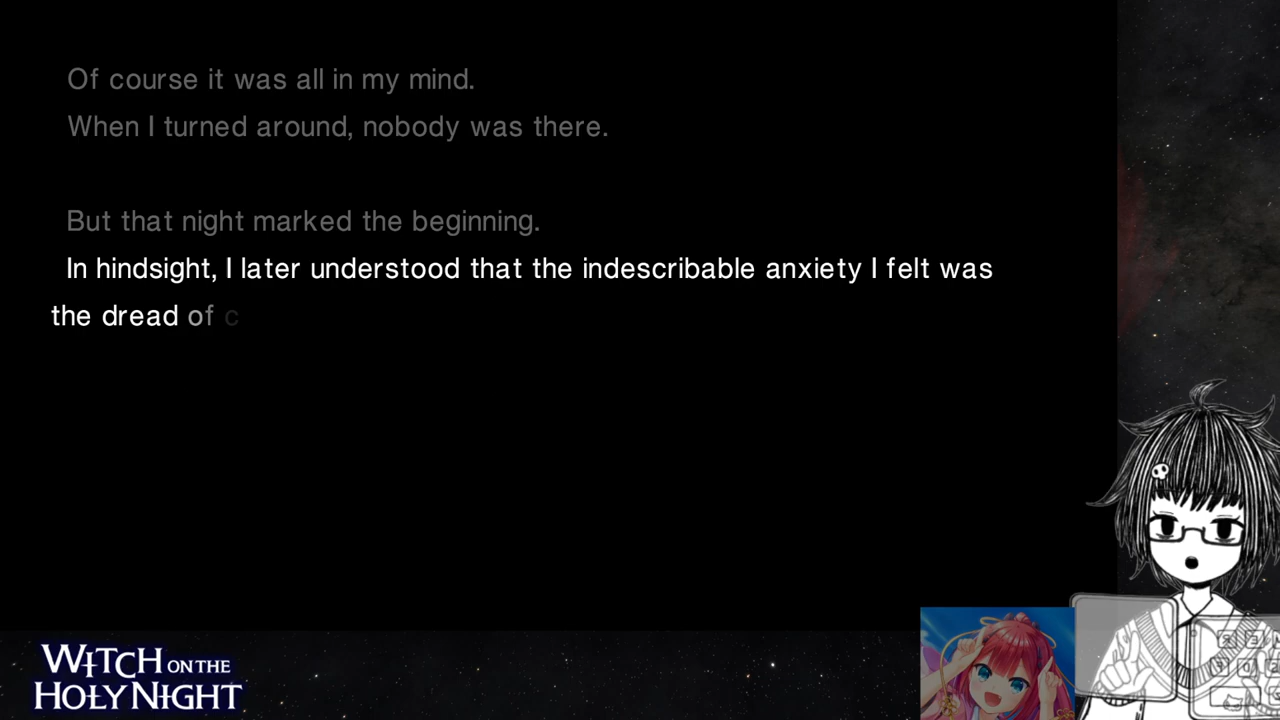 Of course it was all in my mind.
When I turned around, nobody was there.
But that night marked the beginning.
In hindsight, I later understood that the indescribable anxiety I felt was
the dread of c
WITCH ON THE
HOLY NIGHT